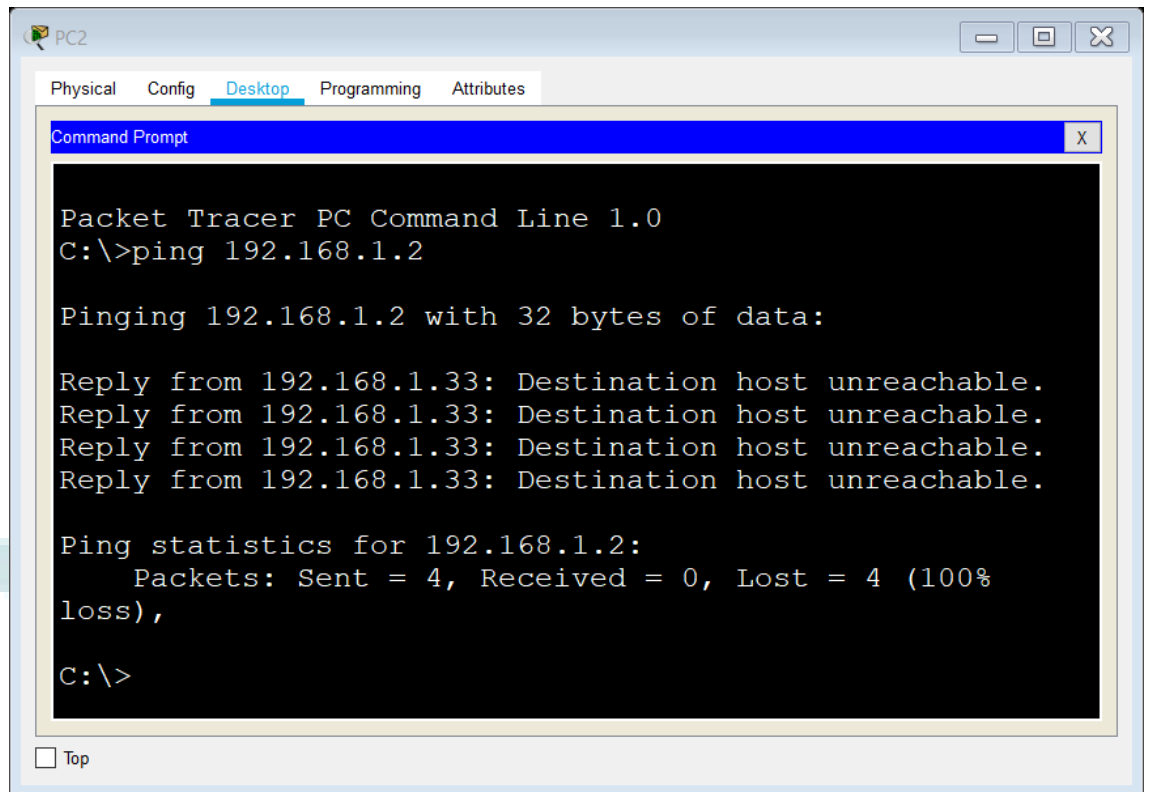 PC2
Physical Config Desktop Programming Attributes
Command Prompt X
Packet Tracer PC Command Line 1.0
C:\>ping 192.168.1.2
Pinging 192.168.1.2 with 32 bytes of data:
Reply from 192.168.1.33: Destination host unreachable.
Reply from 192.168.1.33: Destination host unreachable.
Reply from 192.168.1.33: Destination host unreachable.
Reply from 192.168.1.33: Destination host unreachable.
Ping statistics for 192.168.1.2:
    Packets: Sent = 4, Received = 0, Lost = 4 (100%
loss),
C:\>
Top